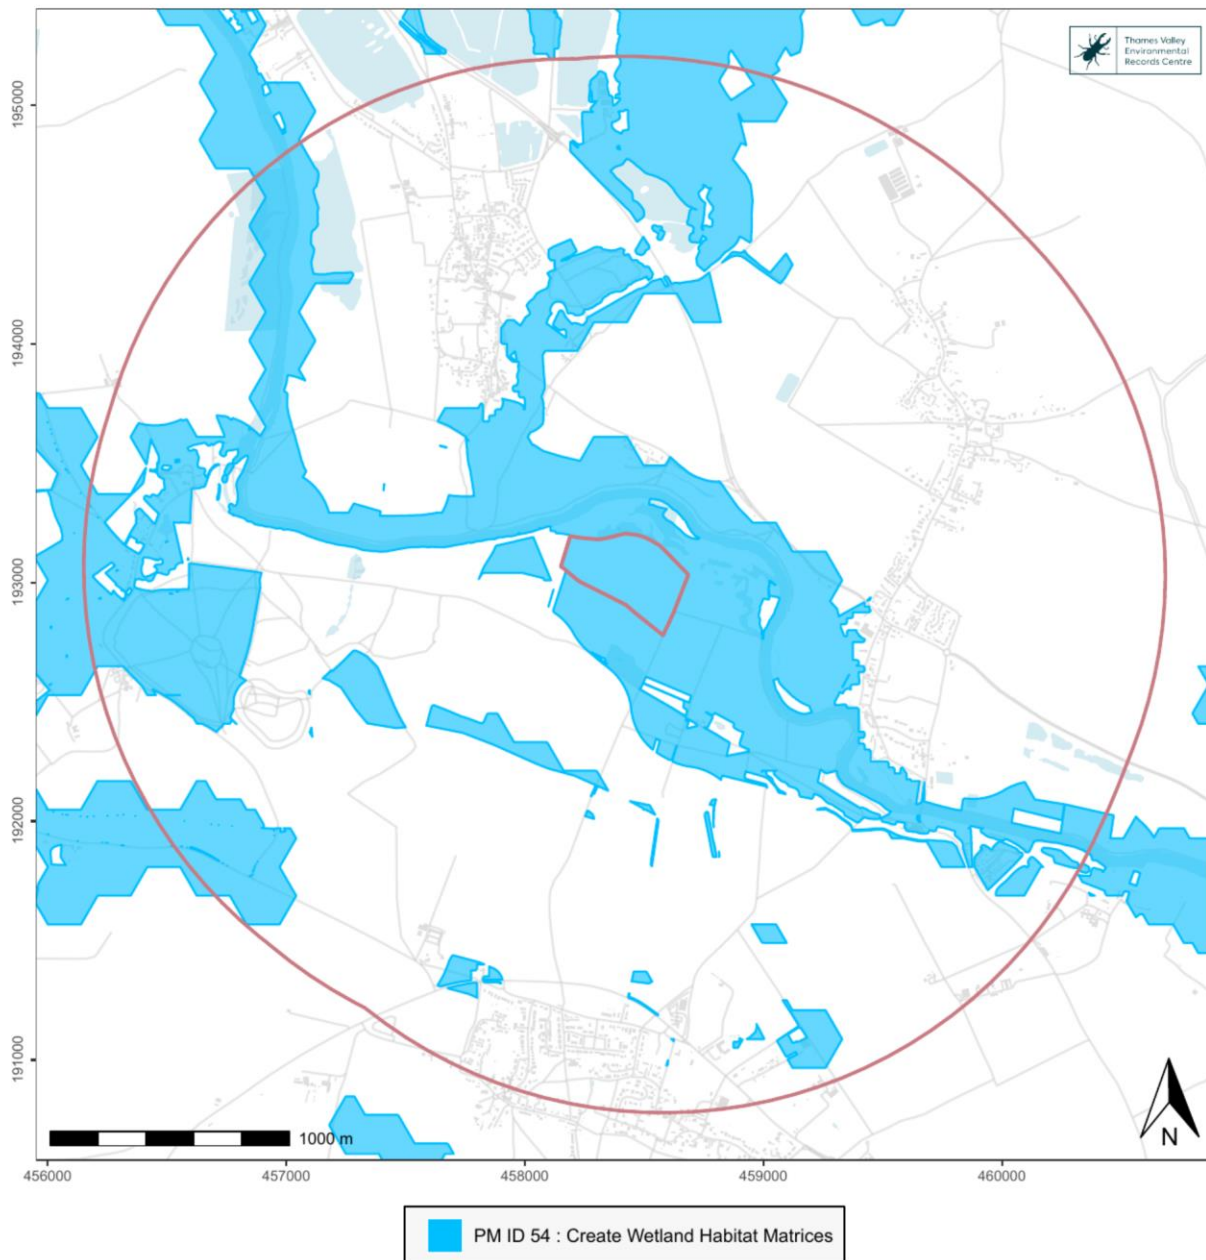 Thames Valley
Environmental
Records Centre
195000
194000
193000
192000
191000
1000 m
N
456000 457000 458000 459000 460000
PM ID 54 : Create Wetland Habitat Matrices